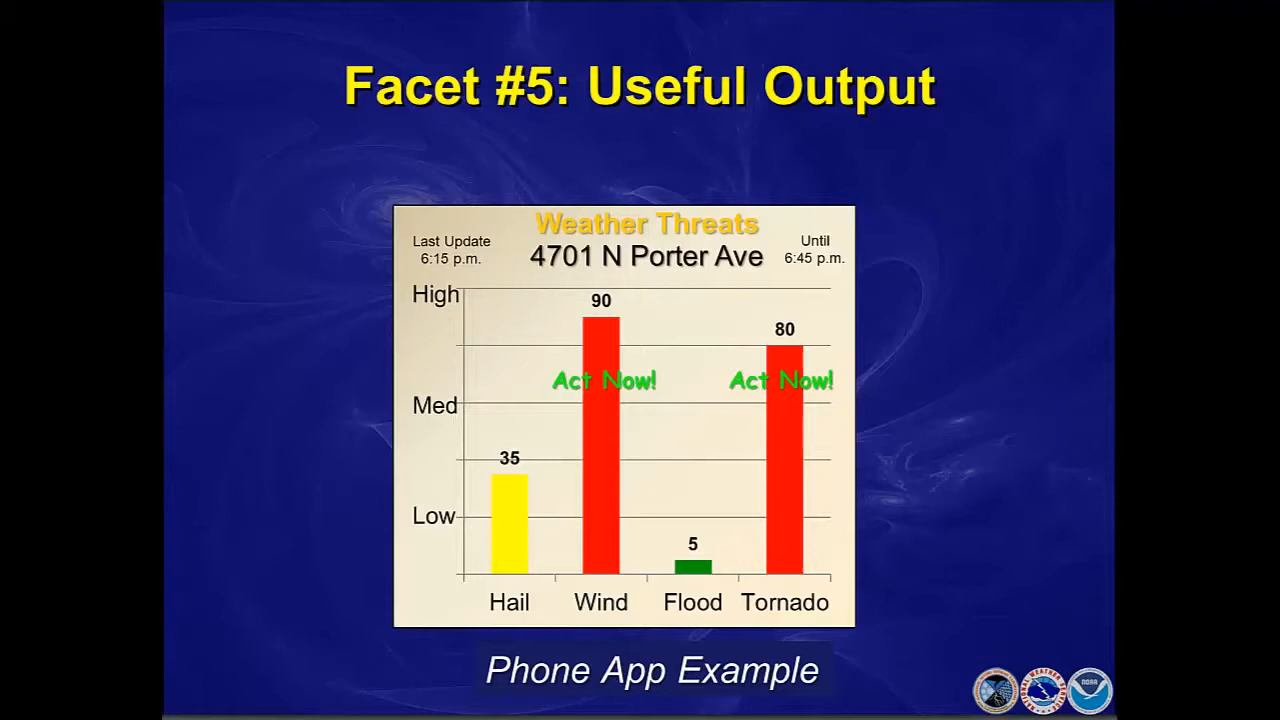 Facet #5: Useful Output
Weather Threats
Last Update
6:15 p.m.
4701 N Porter Ave
Until
6:45 p.m.
High
Med
Low
35
90
5
80
Act Now!
Act Now!
Hail
Wind
Flood
Tornado
Phone App Example
NOAA